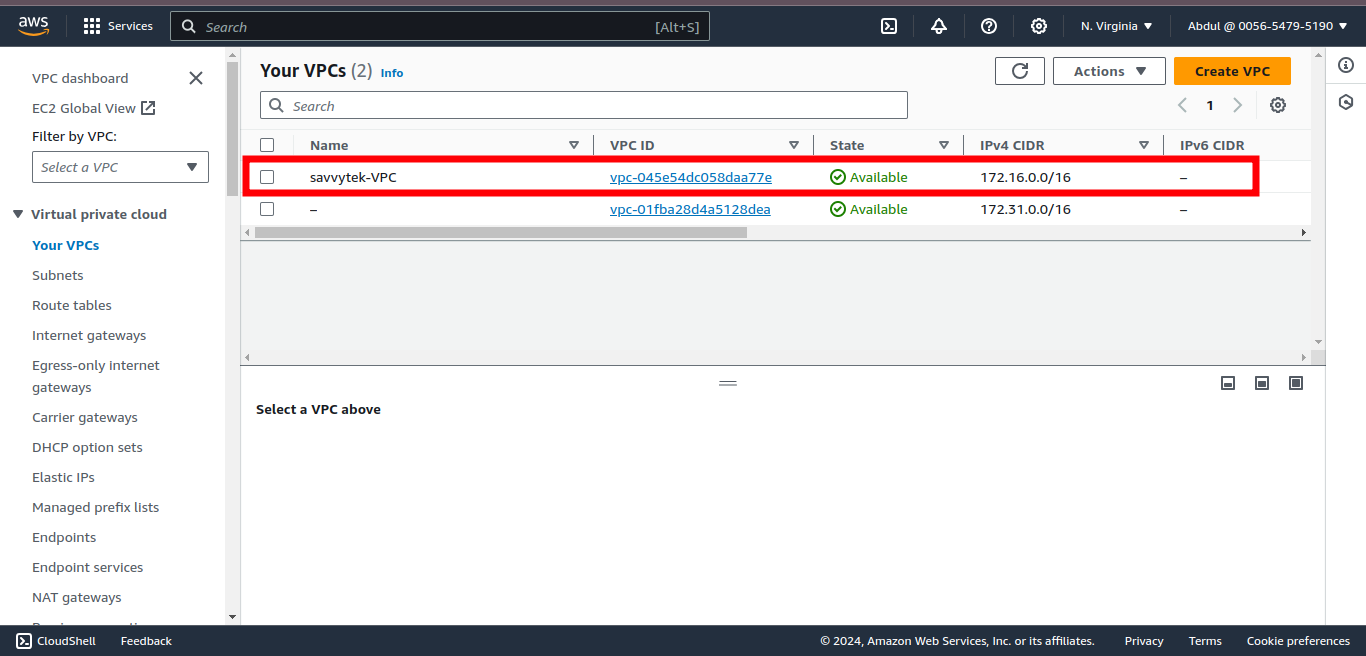 aws Services Search [Alt+S] N. Virginia Abdul @ 0056-5479-5190
VPC dashboard
EC2 Global View
Filter by VPC:
Select a VPC
Virtual private cloud
Your VPCs
Subnets
Route tables
Internet gateways
Egress-only internet
gateways
Carrier gateways
DHCP option sets
Elastic IPs
Managed prefix lists
Endpoints
Endpoint services
NAT gateways
Your VPCs (2) Info
Actions Create VPC
Search
1
Name VPC ID State IPv4 CIDR IPv6 CIDR
savvytek-VPC vpc-045e54dc058daa77e Available 172.16.0.0/16 –
– vpc-01fba28d4a5128dea Available 172.31.0.0/16 –
Select a VPC above
CloudShell Feedback © 2024, Amazon Web Services, Inc. or its affiliates. Privacy Terms Cookie preferences